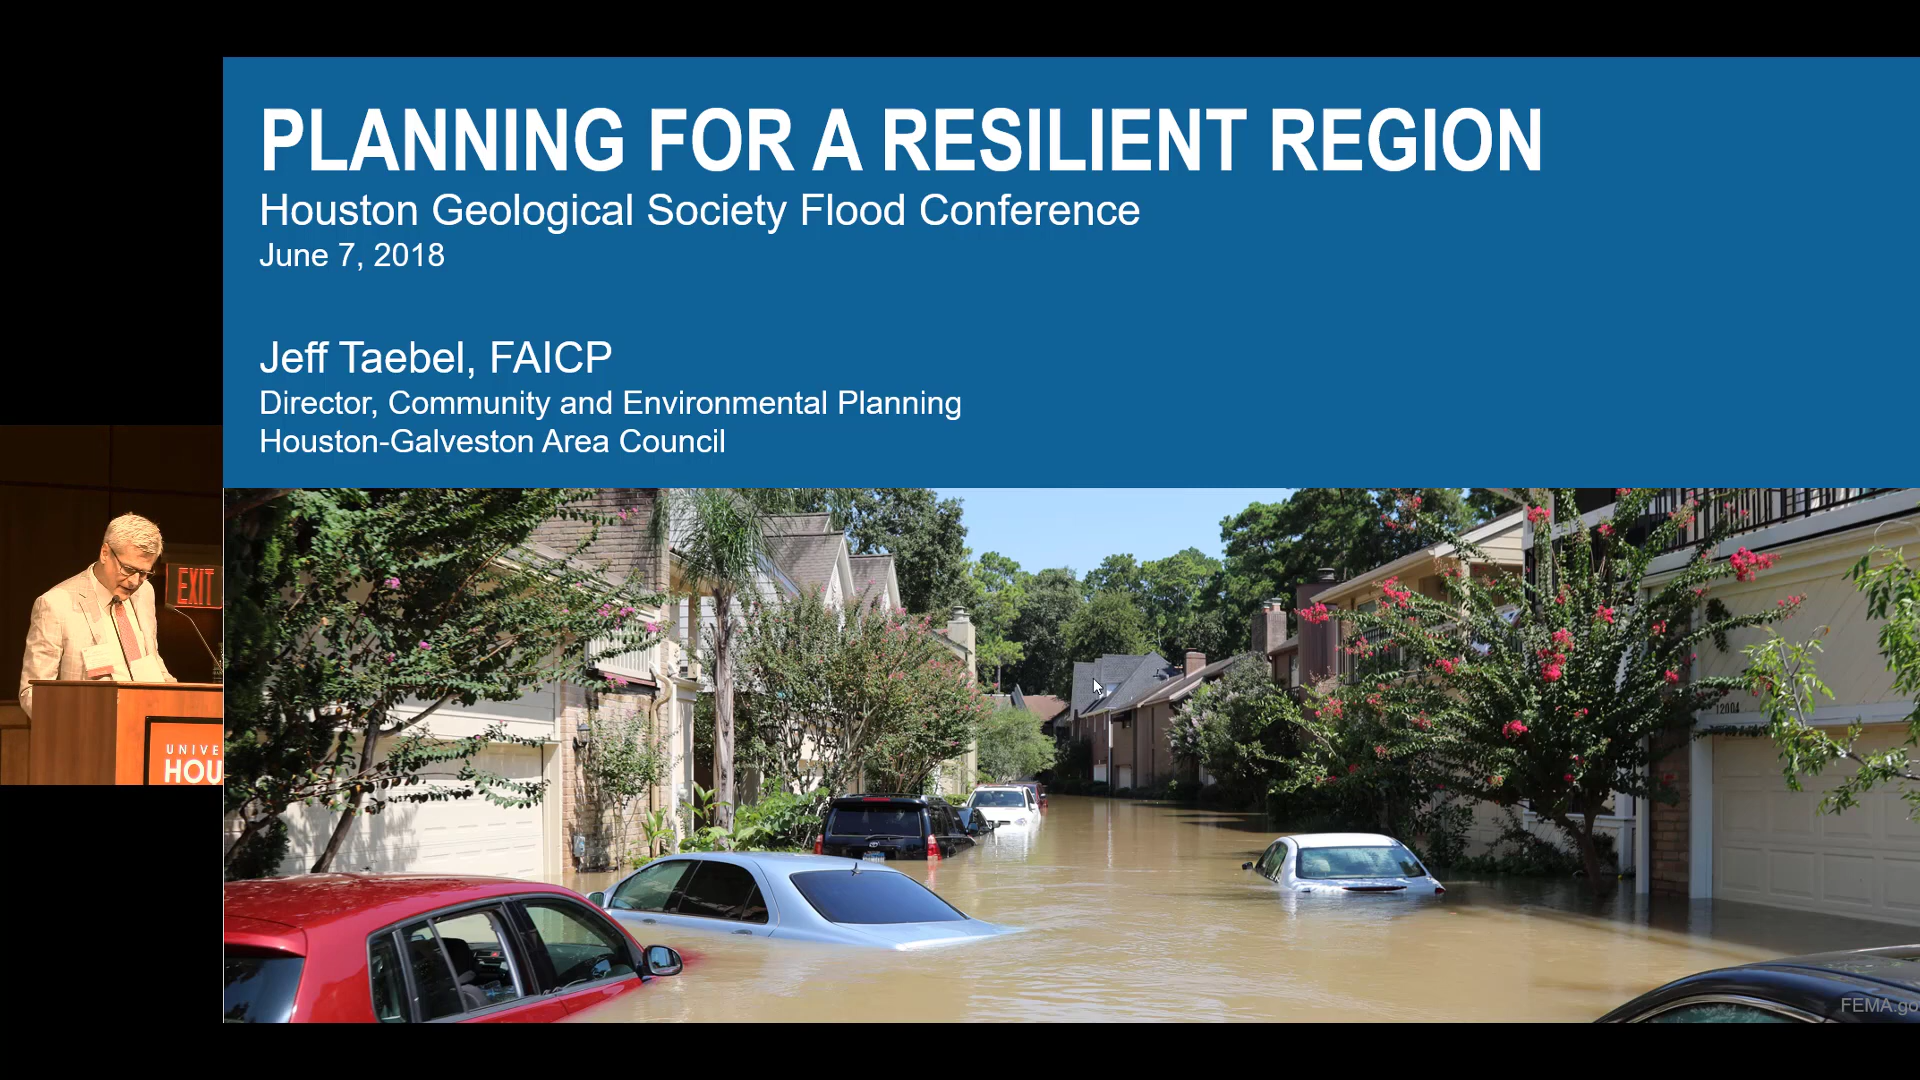 PLANNING FOR A RESILIENT REGION
Houston Geological Society Flood Conference
June 7, 2018
Jeff Taebel, FAICP
Director, Community and Environmental Planning
Houston-Galveston Area Council
EXIT
UNIVE
HOU
12004
FEMA.go